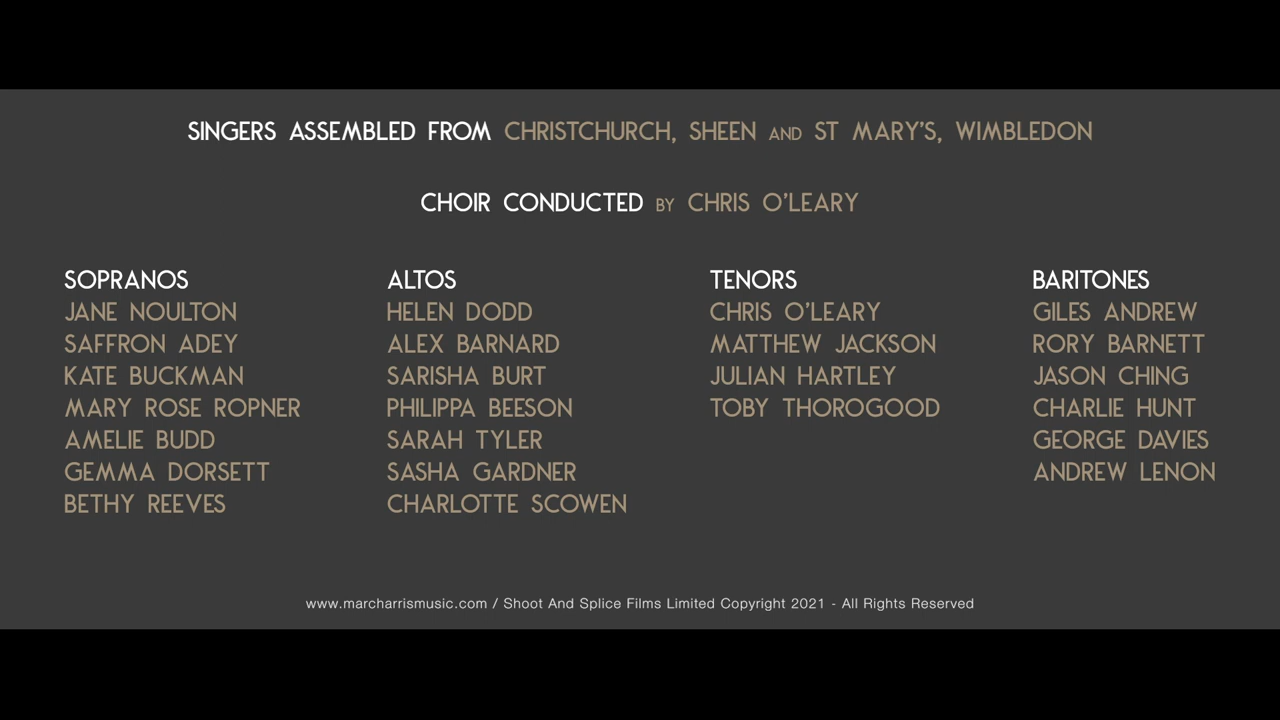 SINGERS ASSEMBLED FROM CHRISTCHURCH, SHEEN AND ST MARY'S, WIMBLEDON
CHOIR CONDUCTED BY CHRIS O'LEARY
SOPRANOS
JANE NOULTON
SAFFRON ADEY
KATE BUCKMAN
MARY ROSE ROPNER
AMELIE BUDD
GEMMA DORSETT
BETHY REEVES
ALTOS
HELEN DODD
ALEX BARNARD
SARISHA BURT
PHILIPPA BEESON
SARAH TYLER
SASHA GARDNER
CHARLOTTE SCOWEN
TENORS
CHRIS O'LEARY
MATTHEW JACKSON
JULIAN HARTLEY
TOBY THOROGOOD
BARITONES
GILES ANDREW
RORY BARNETT
JASON CHING
CHARLIE HUNT
GEORGE DAVIES
ANDREW LENON
www.marcharrismusic.com / Shoot And Splice Films Limited Copyright 2021 - All Rights Reserved